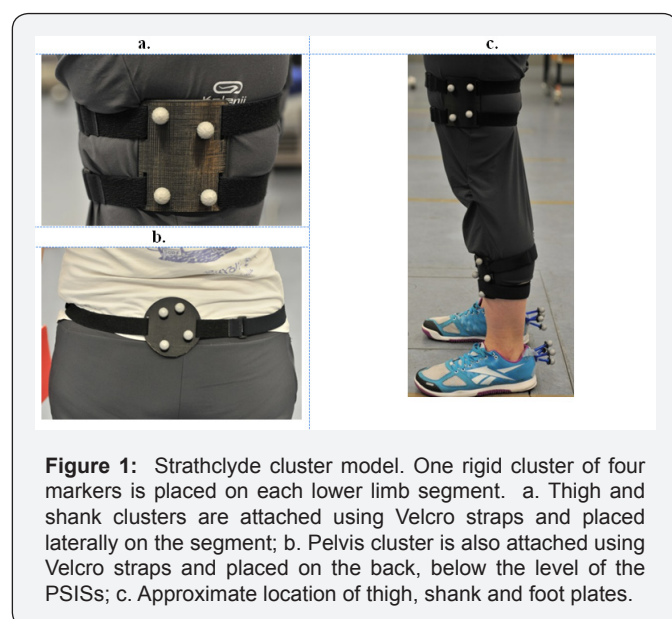 a.
c.
Kalenji
b.
Figure 1: Strathclyde cluster model. One rigid cluster of four
markers is placed on each lower limb segment. a. Thigh and
shank clusters are attached using Velcro straps and placed
laterally on the segment; b. Pelvis cluster is also attached using
Velcro straps and placed on the back, below the level of the
PSISs; c. Approximate location of thigh, shank and foot plates.